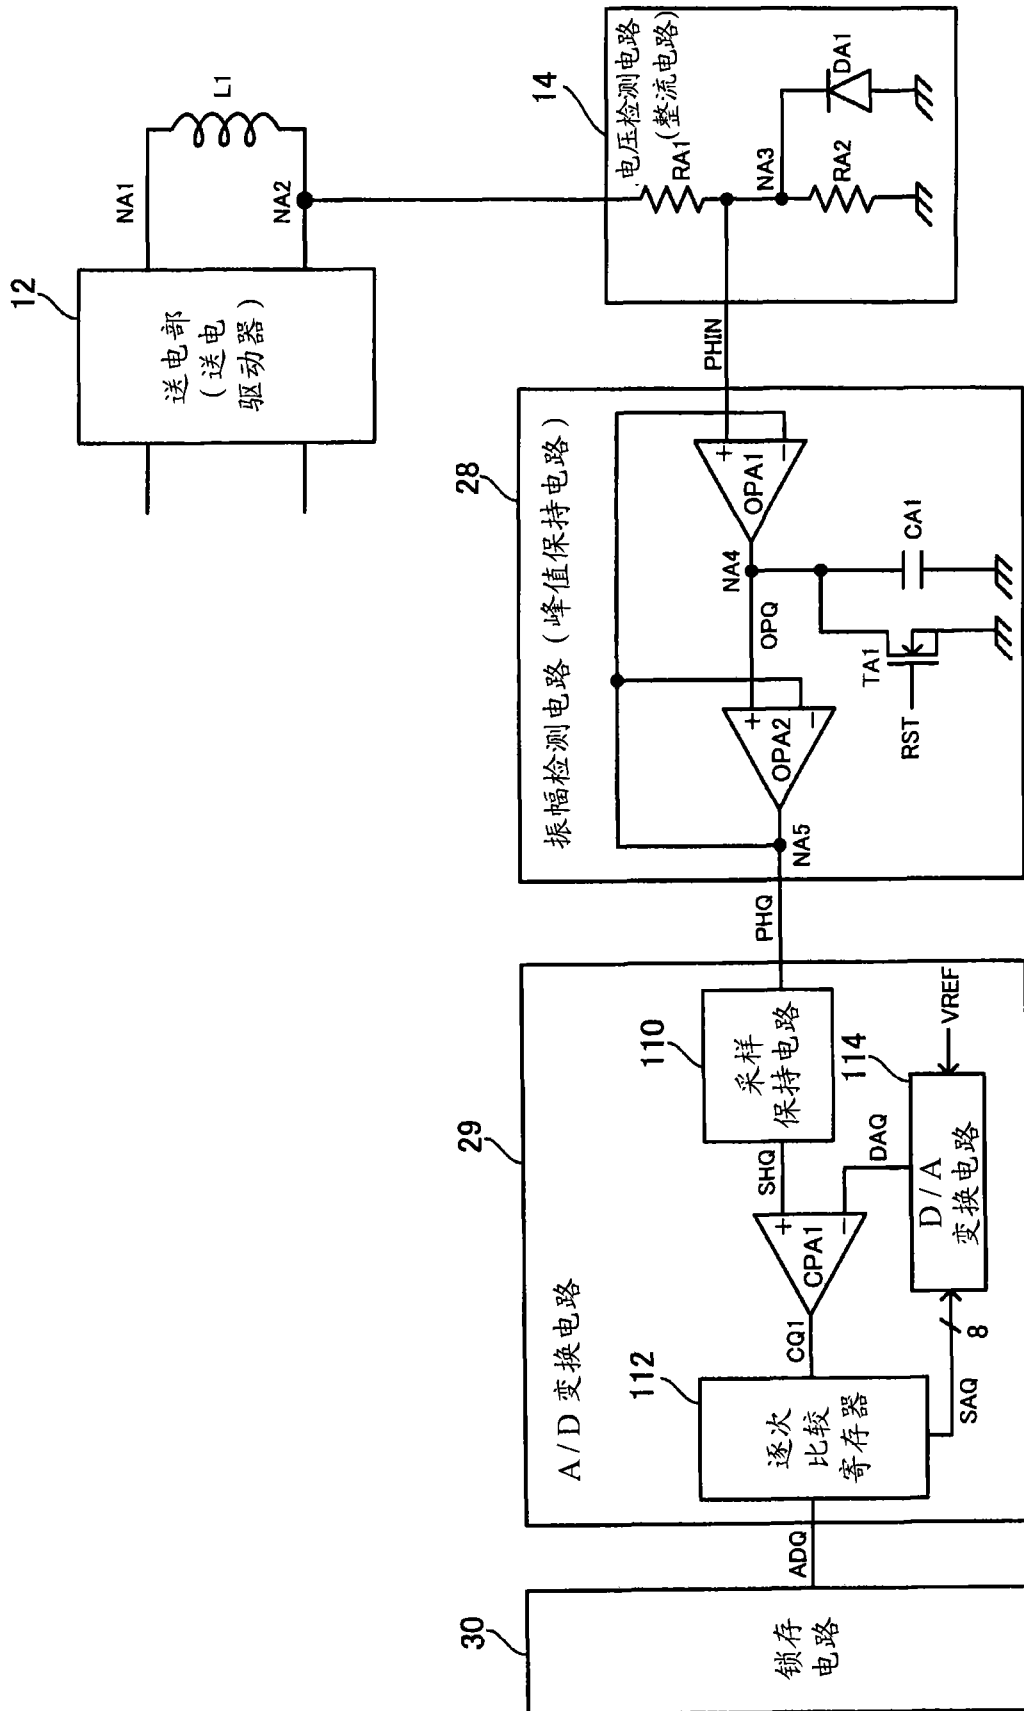 12
送电部
(送电
驱动器)
NA1
NA2
L1
14
电压检测电路
(整流电路)
RA1
NA3
RA2
DA1
PHIN
28
振幅检测电路(峰值保持电路)
+
-
OPA1
NA4
OPQ
CA1
TA1
RST
+
-
OPA2
NA5
PHQ
29
A/D变换电路
110
采样
保持电路
SHQ
+
-
CPA1
CQ1
DAQ
114
D/A
变换电路
VREF
8
SAQ
112
逐次
比较
寄存器
ADQ
30
锁存
电路